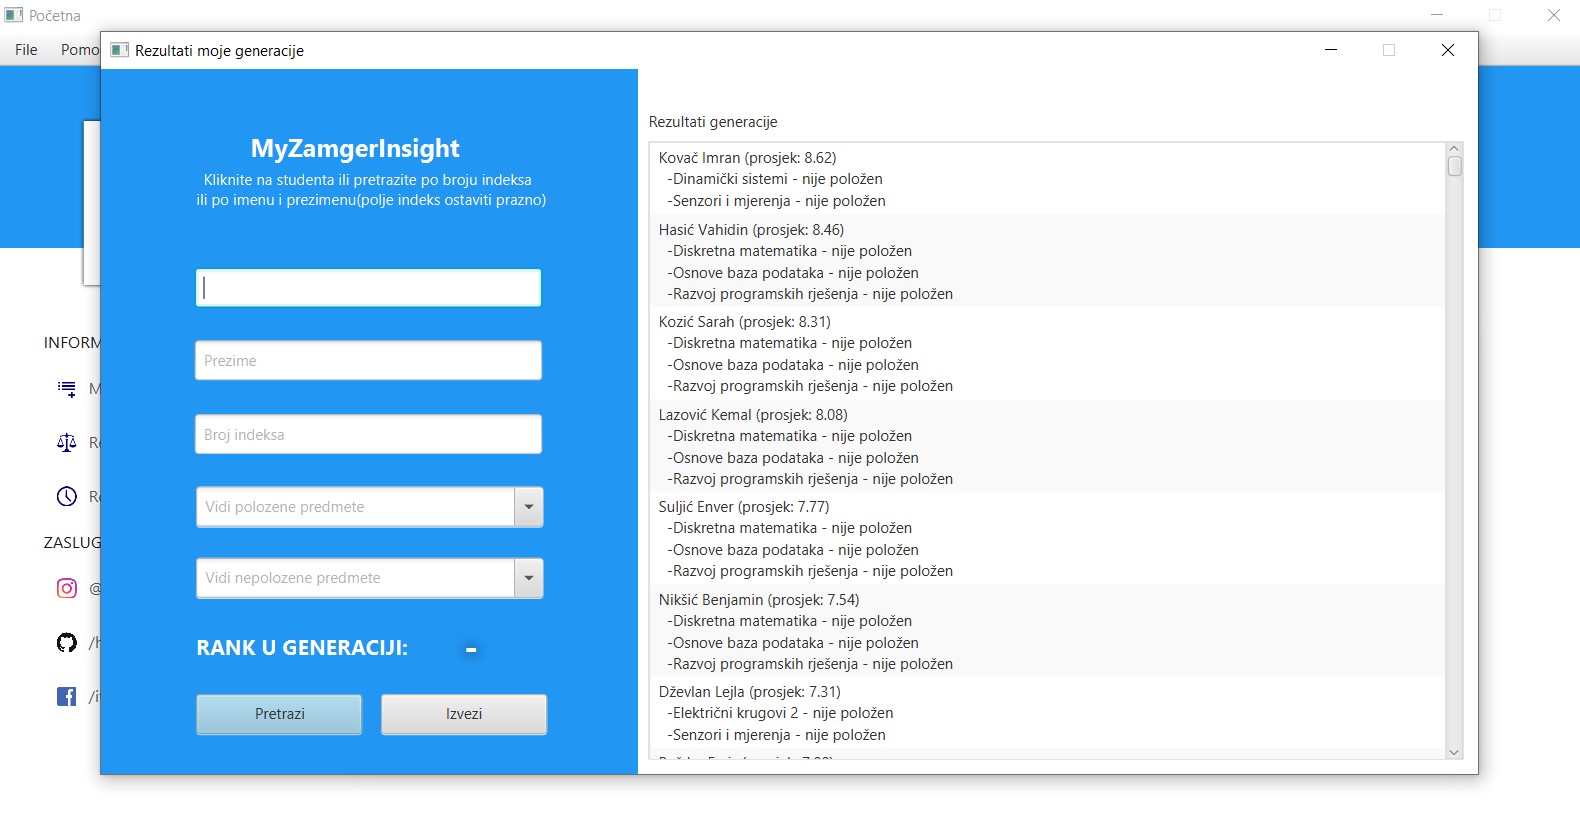 Početna
File Pomo
Rezultati moje generacije
MyZamgerInsight
Kliknite na studenta ili pretrazite po broju indeksa
ili po imenu i prezimenu(polje indeks ostaviti prazno)
Prezime
Broj indeksa
Vidi polozene predmete
Vidi nepolozene predmete
RANK U GENERACIJI: -
Pretrazi
Izvezi
Rezultati generacije
Kovač Imran (prosjek: 8.62)
-Dinamički sistemi - nije položen
-Senzori i mjerenja - nije položen
Hasić Vahidin (prosjek: 8.46)
-Diskretna matematika - nije položen
-Osnove baza podataka - nije položen
-Razvoj programskih rješenja - nije položen
Kozić Sarah (prosjek: 8.31)
-Diskretna matematika - nije položen
-Osnove baza podataka - nije položen
-Razvoj programskih rješenja - nije položen
Lazović Kemal (prosjek: 8.08)
-Diskretna matematika - nije položen
-Osnove baza podataka - nije položen
-Razvoj programskih rješenja - nije položen
Suljić Enver (prosjek: 7.77)
-Diskretna matematika - nije položen
-Osnove baza podataka - nije položen
-Razvoj programskih rješenja - nije položen
Nikšić Benjamin (prosjek: 7.54)
-Diskretna matematika - nije položen
-Osnove baza podataka - nije položen
-Razvoj programskih rješenja - nije položen
Dževlan Lejla (prosjek: 7.31)
-Električni krugovi 2 - nije položen
-Senzori i mjerenja - nije položen
INFORM
M
Re
Re
ZASLUG
@
/h